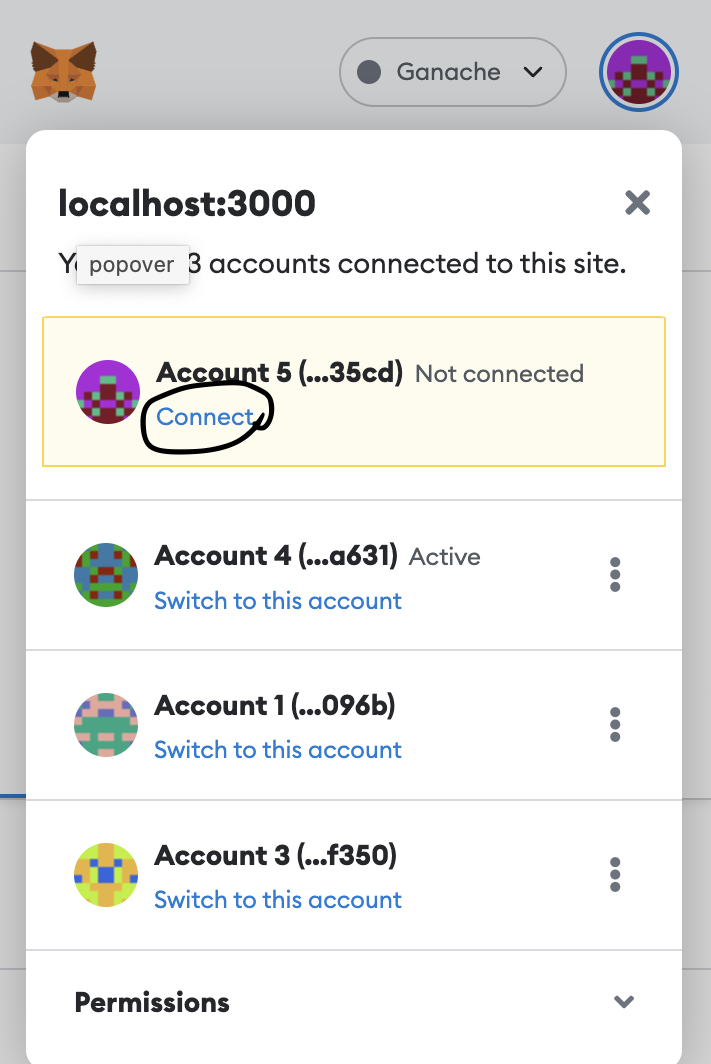 Ganache
localhost:3000
Y popover 3 accounts connected to this site.
Account 5 (...35cd) Not connected
Connect
Account 4 (...a631) Active
Switch to this account
Account 1 (...096b)
Switch to this account
Account 3 (...f350)
Switch to this account
Permissions